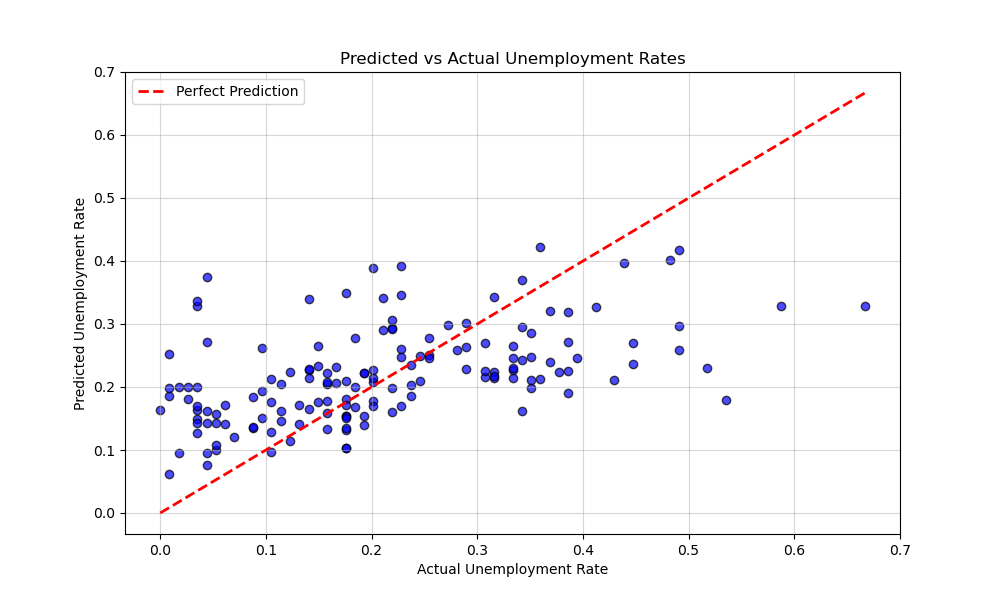 Predicted vs Actual Unemployment Rates
Perfect Prediction
Predicted Unemployment Rate
0.7
0.6
0.5
0.4
0.3
0.2
0.1
0.0
0.0 0.1 0.2 0.3 0.4 0.5 0.6 0.7
Actual Unemployment Rate